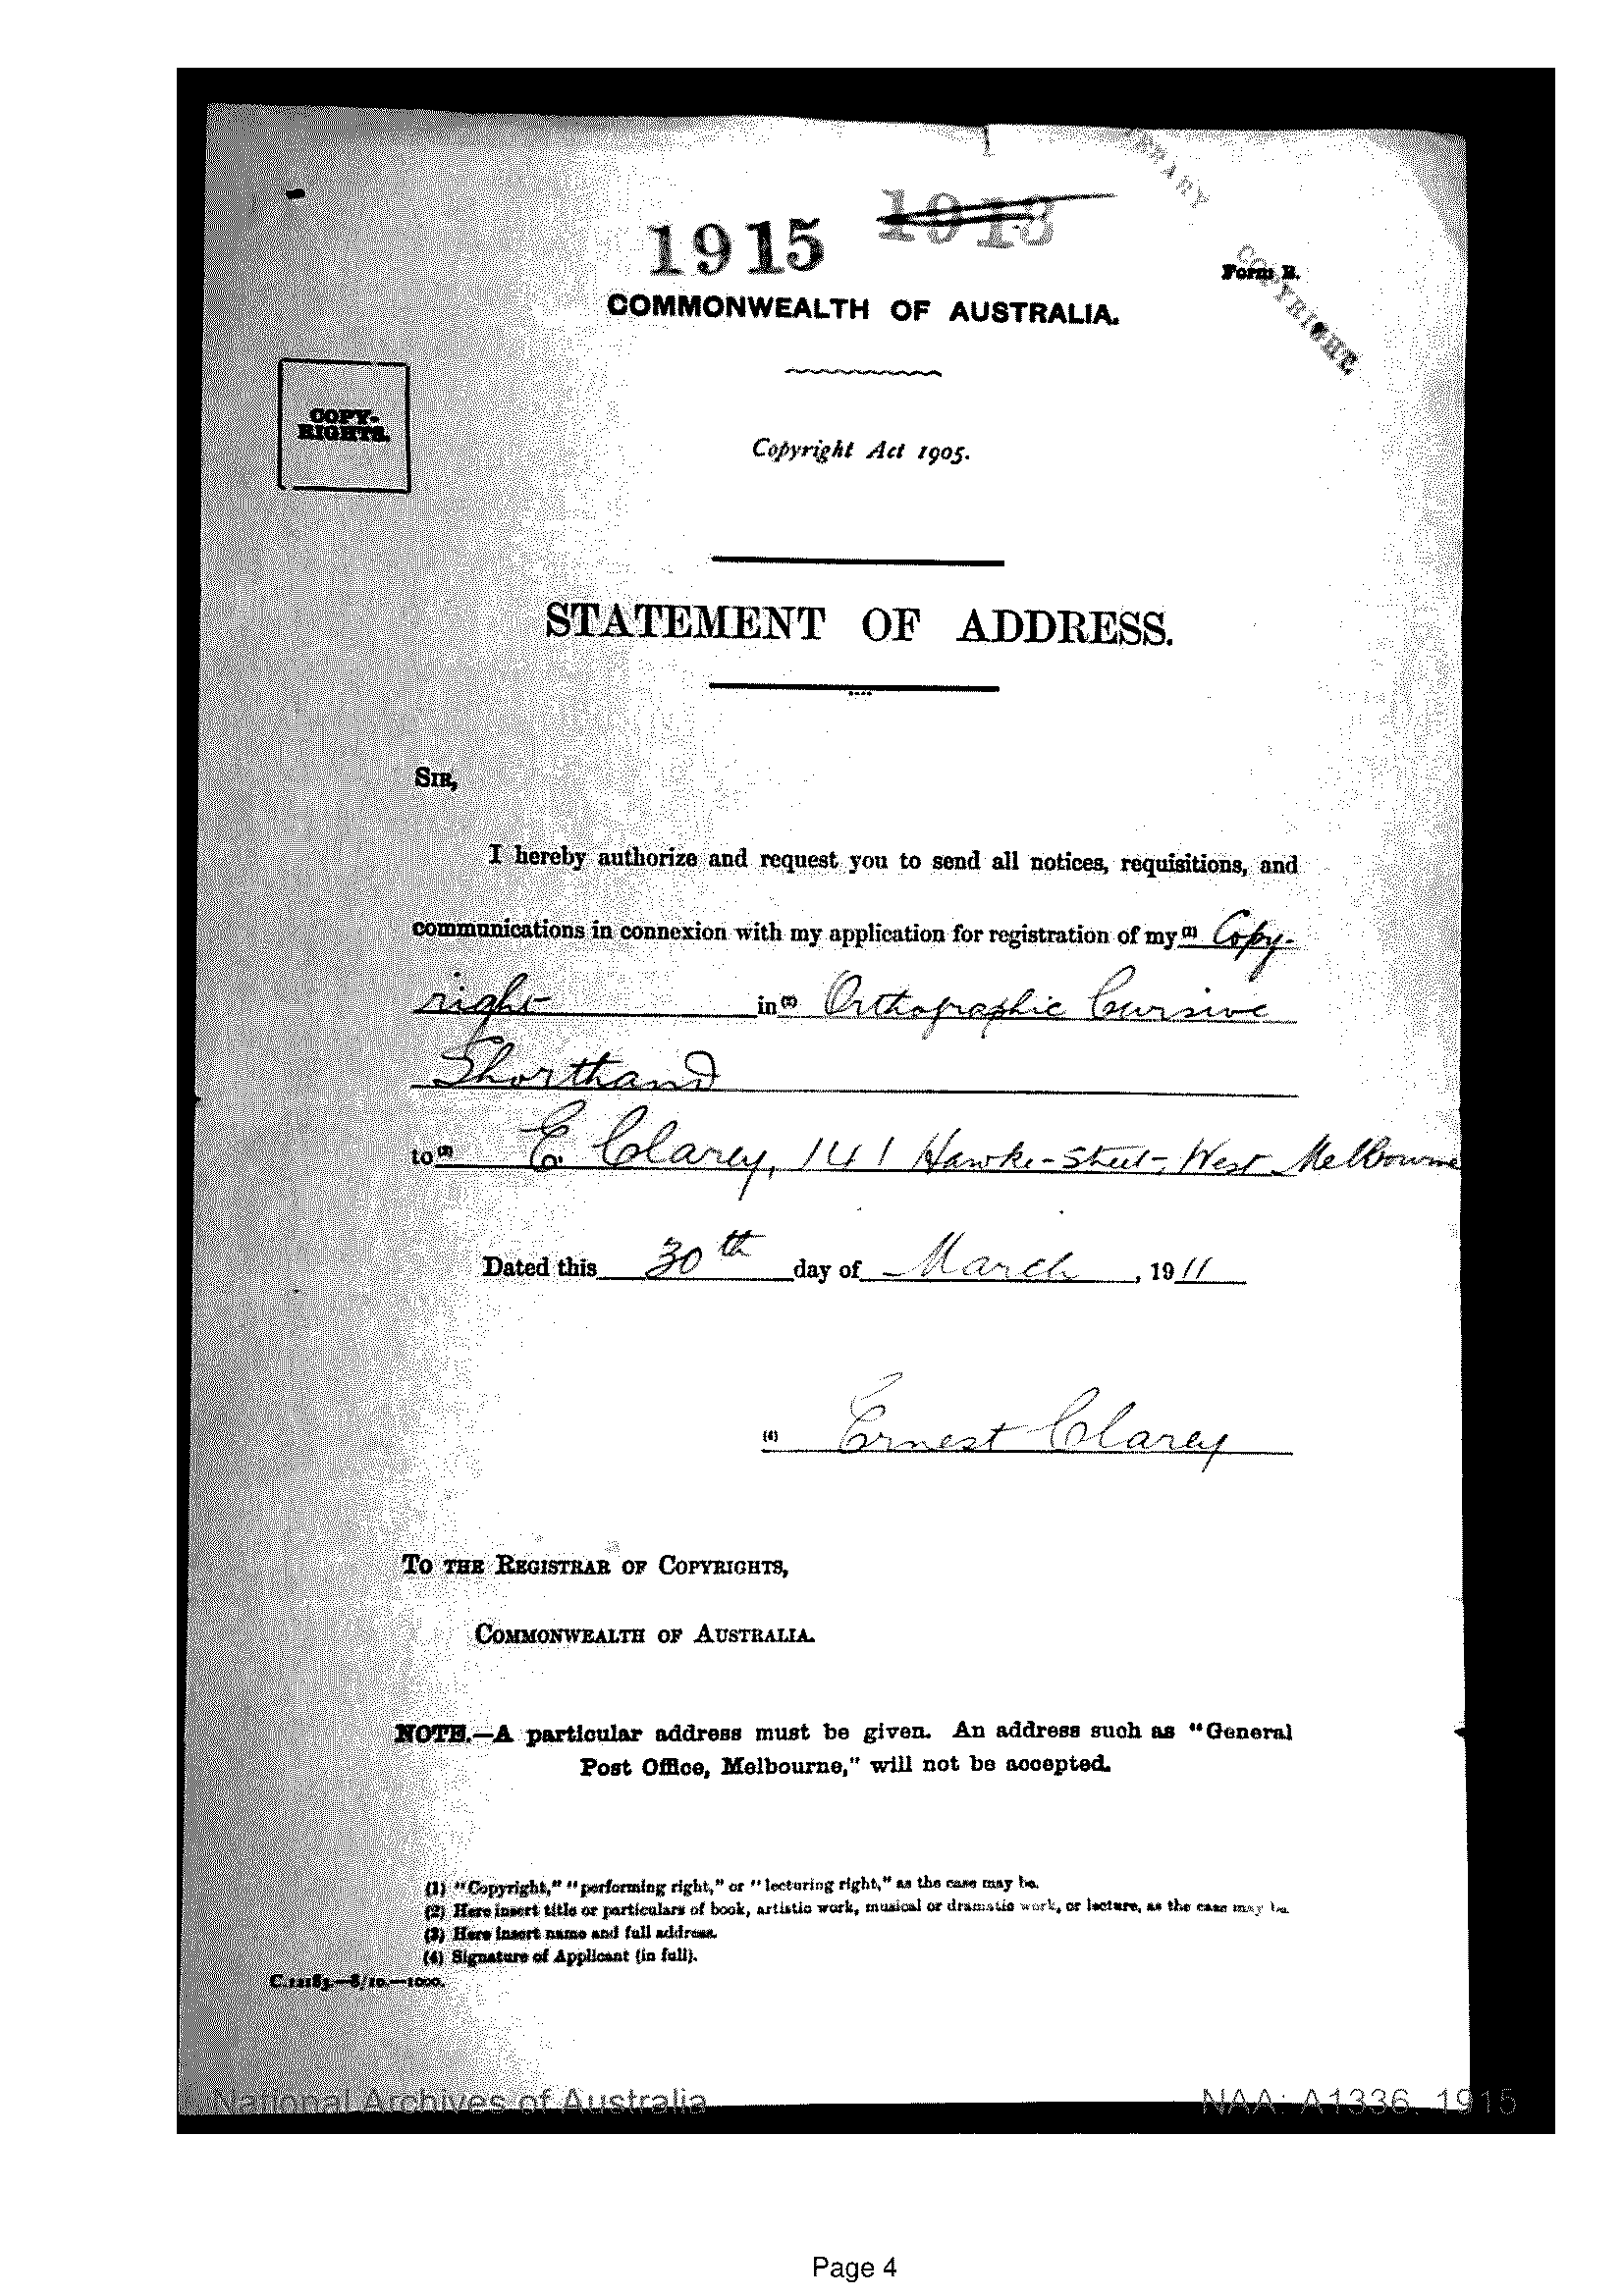 LIBRARY
1915 1913
Form B.
COPYRIGHT
COMMONWEALTH OF AUSTRALIA.
COPY-
RIGHTS.
Copyright Act 1905.
STATEMENT OF ADDRESS.
SIR,
I hereby authorize and request you to send all notices, requisitions, and
communications in connexion with my application for registration of my (1) Copy-
right in (2) Orthographic Cursive
Shorthand
to (3) E. Clarey, 141 Hawke-Street, West Melbourne
Dated this 30th day of March, 1911
(4) Ernest Clarey
TO THE REGISTRAR OF COPYRIGHTS,
COMMONWEALTH OF AUSTRALIA.
NOTE.—A particular address must be given. An address such as "General
Post Office, Melbourne," will not be accepted.
(1) "Copyright," "performing right," or "lecturing right," as the case may be.
(2) Here insert title or particulars of book, artistic work, musical or dramatic work, or lecture, as the case may be.
(3) Here insert name and full address.
(4) Signature of Applicant (in full).
National Archives of Australia
NAA: A1336, 1915
Page 4